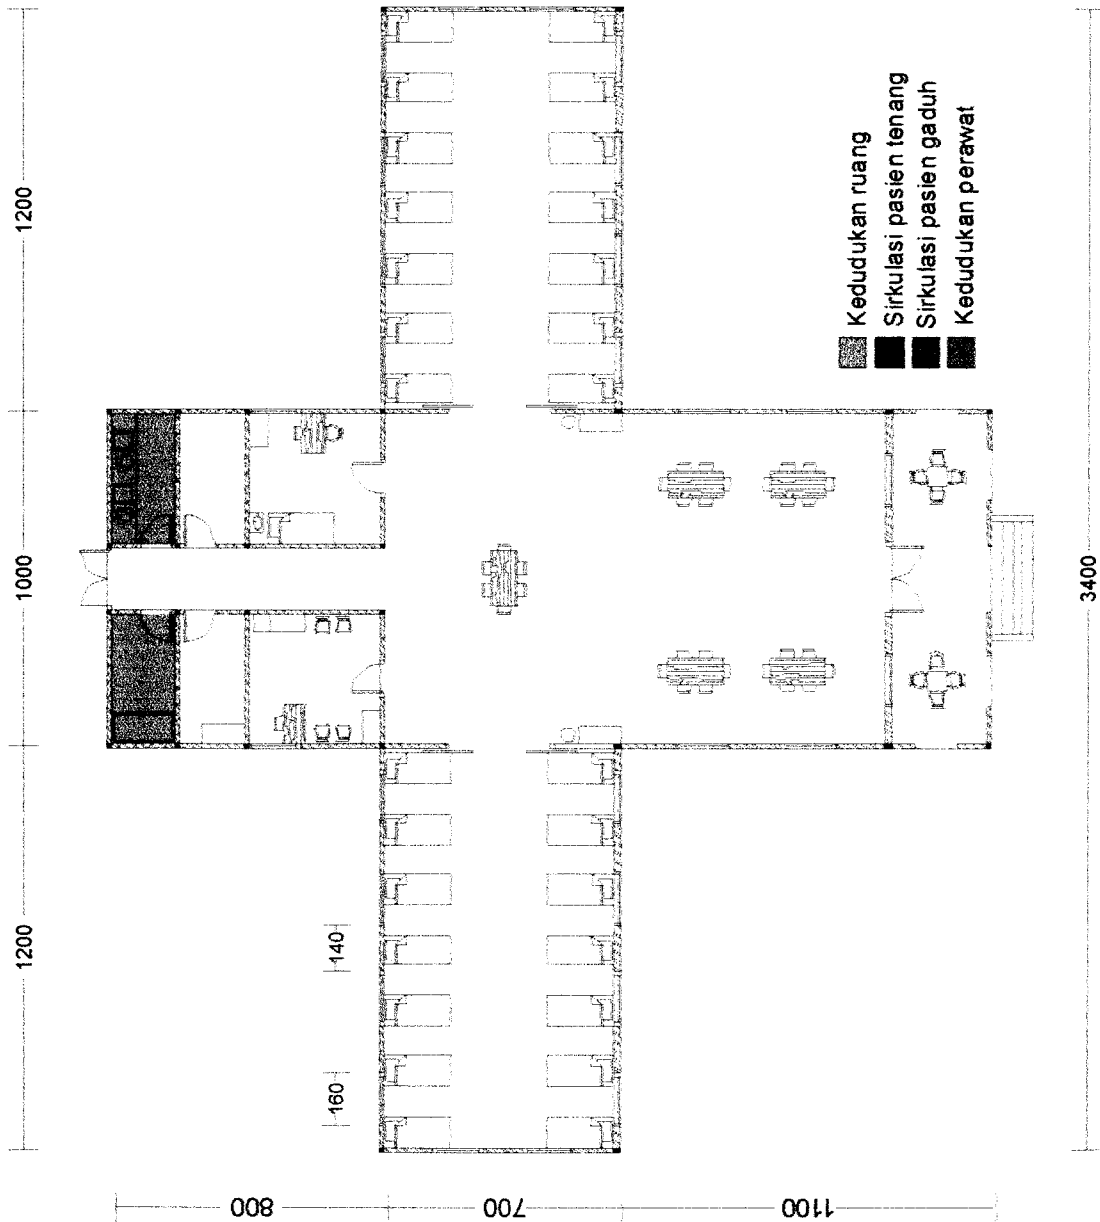 1200
1000
1200
Kedudukan ruang
Sirkulasi pasien tenang
Sirkulasi pasien gaduh
Kedudukan perawat
3400
140
160
800
700
1100